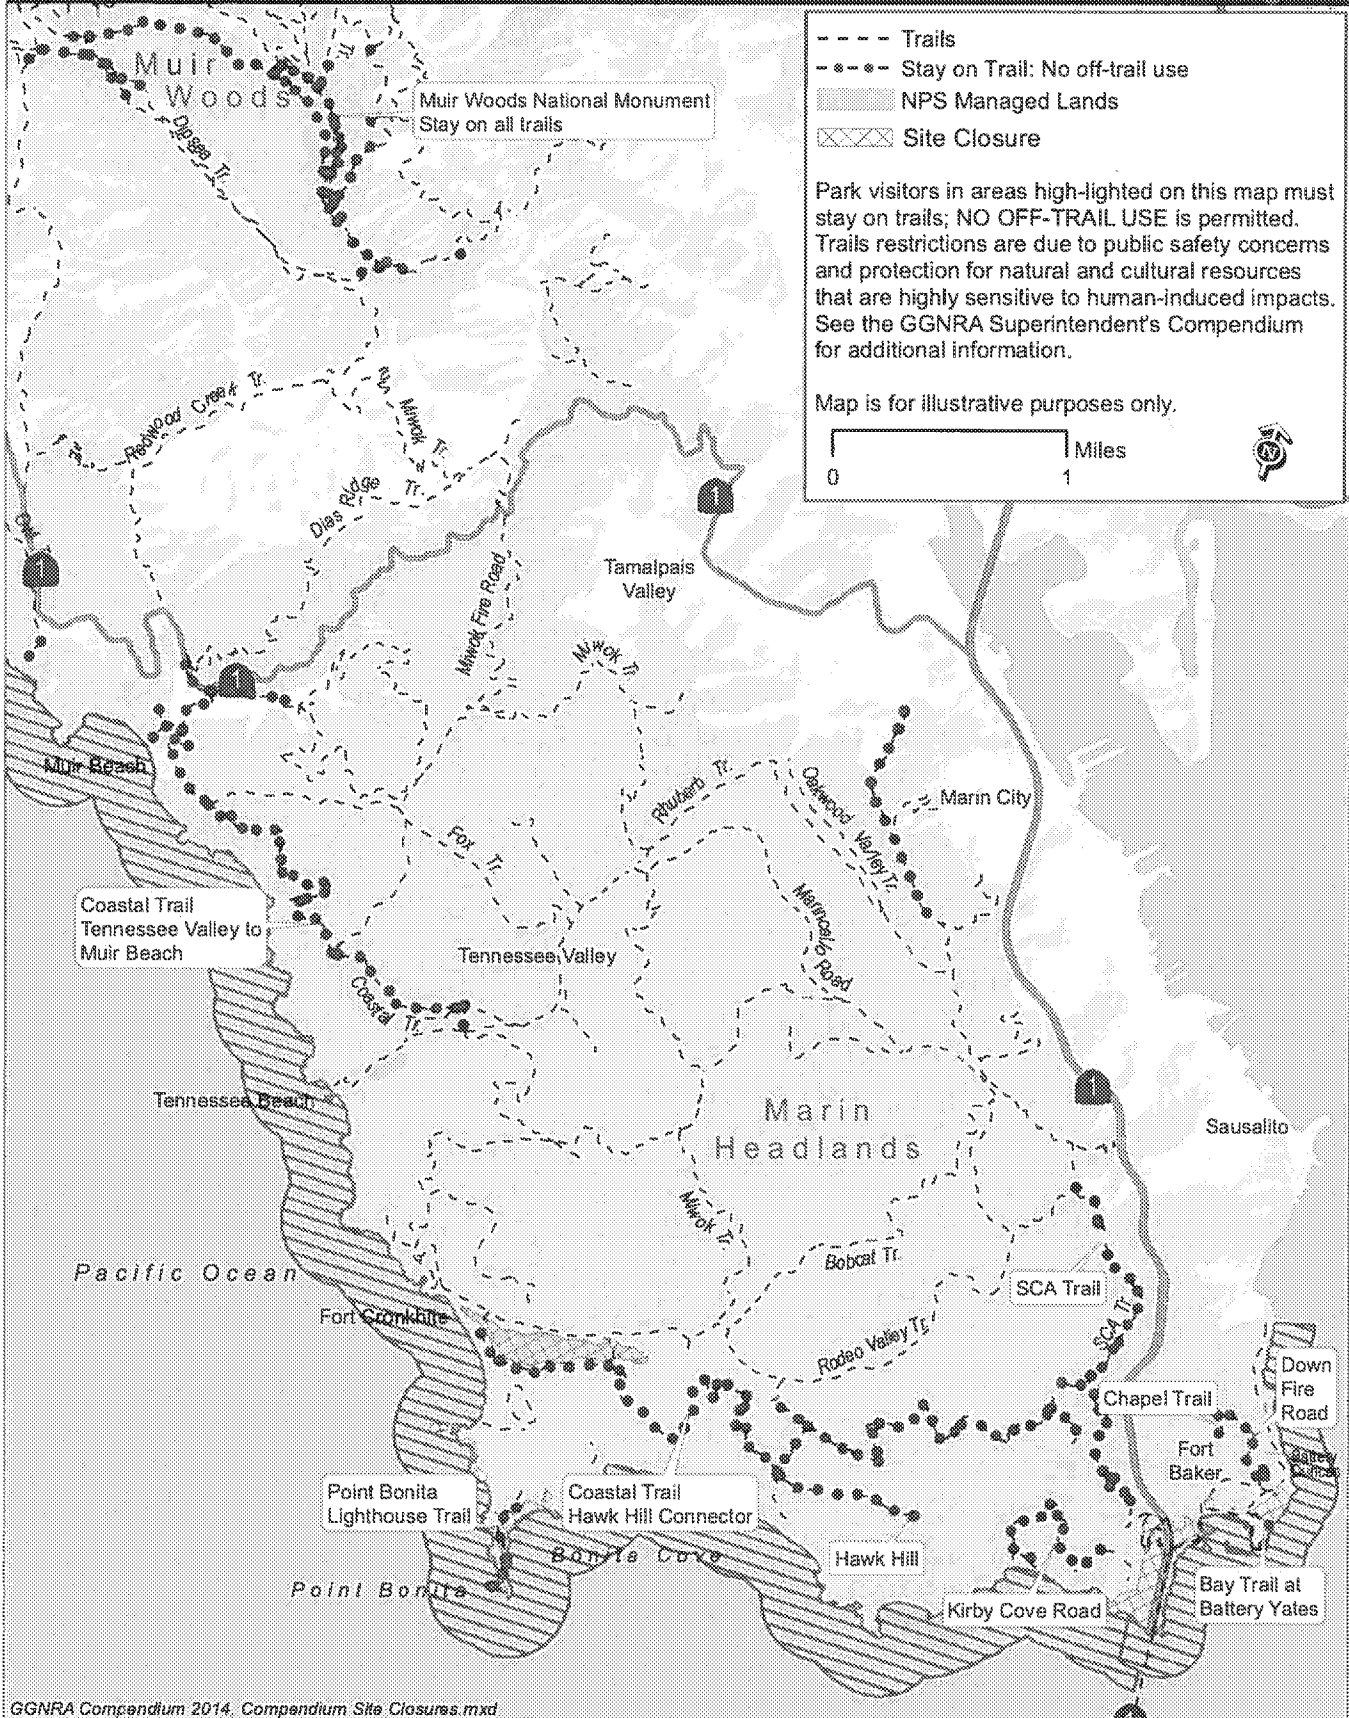 Trails
Stay on Trail: No off-trail use
NPS Managed Lands
Site Closure
Park visitors in areas high-lighted on this map must
stay on trails; NO OFF-TRAIL USE is permitted.
Trails restrictions are due to public safety concerns
and protection for natural and cultural resources
that are highly sensitive to human-induced impacts.
See the GGNRA Superintendent's Compendium
for additional information.
Map is for illustrative purposes only.
0 1 Miles
N
Muir
Woods
Muir Woods National Monument
Stay on all trails
Dipsea Tr.
Redwood Creek Tr.
Miwok Tr.
Dias Ridge Tr.
1
1
Tamalpais
Valley
Miwok Fire Road
Miwok Tr.
1
Muir Beach
Rhubarb Tr.
Oakwood Valley Tr.
Marin City
Fox Tr.
Marincello Road
Coastal Trail
Tennessee Valley to
Muir Beach
Tennessee Valley
Coastal Tr.
Tennessee Beach
1
Marin
Headlands
Sausalito
Miwok Tr.
Bobcat Tr.
Pacific Ocean
SCA Trail
Fort Cronkhite
SCA Tr.
Rodeo Valley Tr.
Down
Fire
Road
Chapel Trail
Fort
Baker
Battery
Point Bonita
Lighthouse Trail
Coastal Trail
Hawk Hill Connector
Bonita Cove
Hawk Hill
Point Bonita
Kirby Cove Road
Bay Trail at
Battery Yates
GGNRA Compendium 2014, Compendium Site Closures.mxd